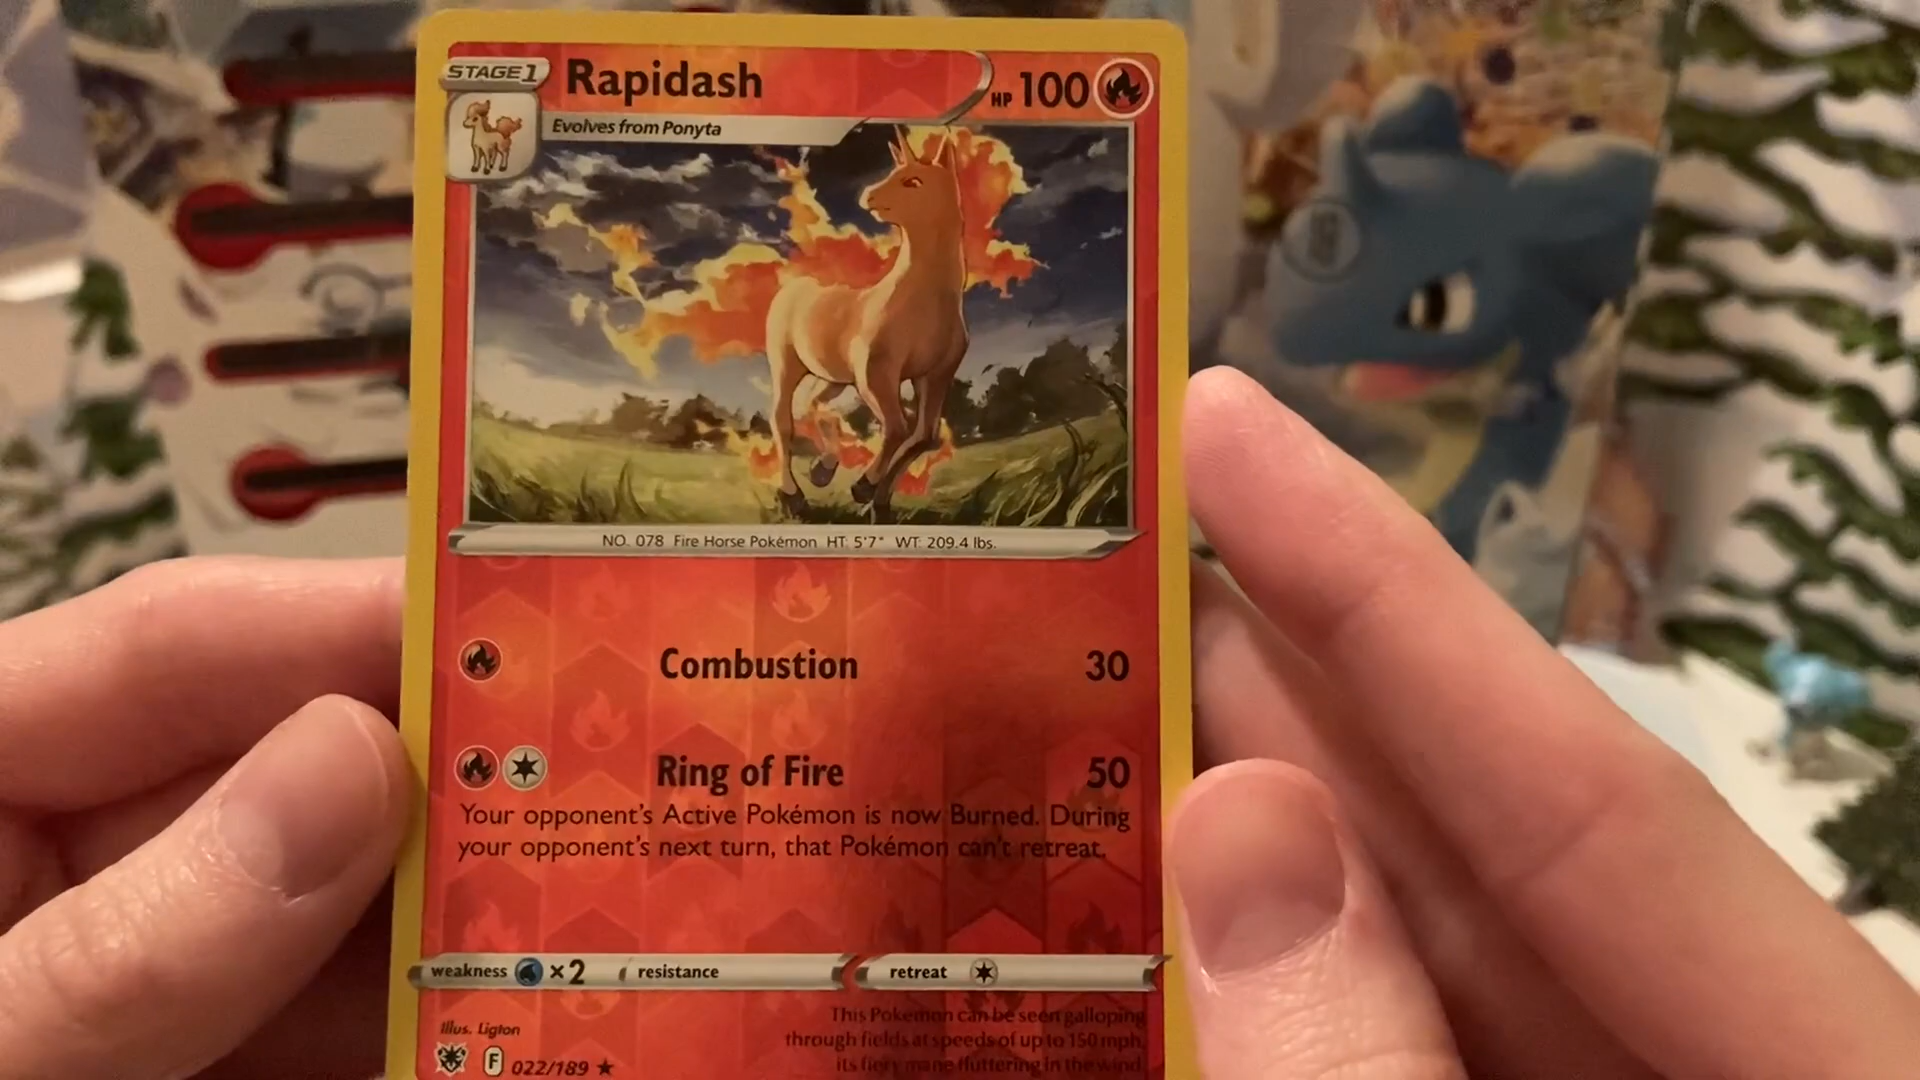 STAGE 1
Rapidash
HP 100
Evolves from Ponyta
NO. 078 Fire Horse Pokémon HT: 5'7" WT: 209.4 lbs.
Combustion 30
Ring of Fire 50
Your opponent's Active Pokémon is now Burned. During
your opponent's next turn, that Pokémon can't retreat.
weakness ×2 resistance retreat
Illus. Ligton
This Pokémon can be seen galloping
through fields at speeds of up to 150 mph,
its fiery mane fluttering in the wind.
F 022/189 ★